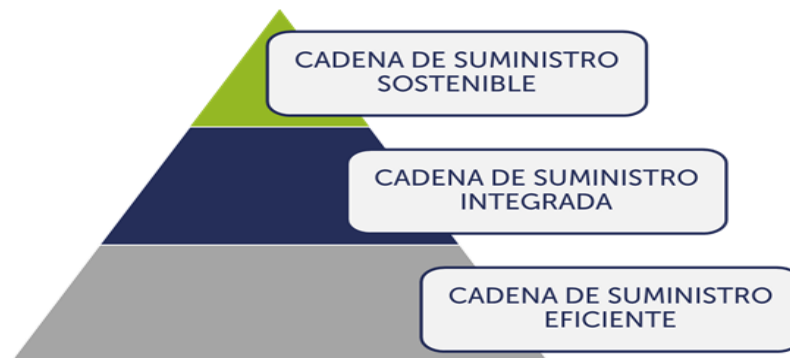 CADENA DE SUMINISTRO
SOSTENIBLE
CADENA DE SUMINISTRO
INTEGRADA
CADENA DE SUMINISTRO
EFICIENTE